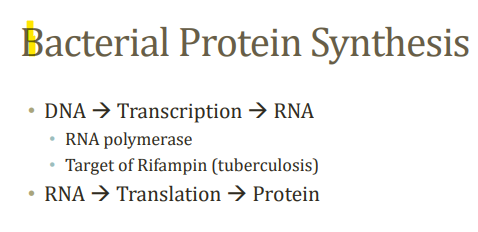 Bacterial Protein Synthesis
• DNA → Transcription → RNA
• RNA polymerase
• Target of Rifampin (tuberculosis)
• RNA → Translation → Protein